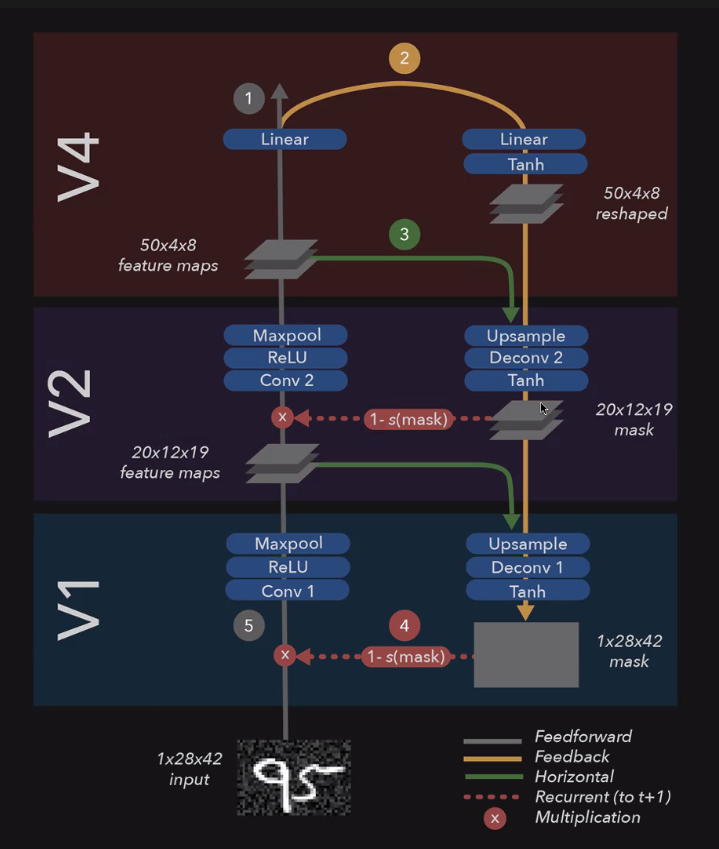 V4
2
1
Linear
Linear
Tanh
50x4x8
reshaped
3
50x4x8
feature maps
V2
Maxpool
ReLU
Conv 2
Upsample
Deconv 2
Tanh
x
1- s(mask)
20x12x19
mask
20x12x19
feature maps
V1
Maxpool
ReLU
Conv 1
Upsample
Deconv 1
Tanh
5
4
x
1- s(mask)
1x28x42
mask
1x28x42
input
95
Feedforward
Feedback
Horizontal
Recurrent (to t+1)
x
Multiplication